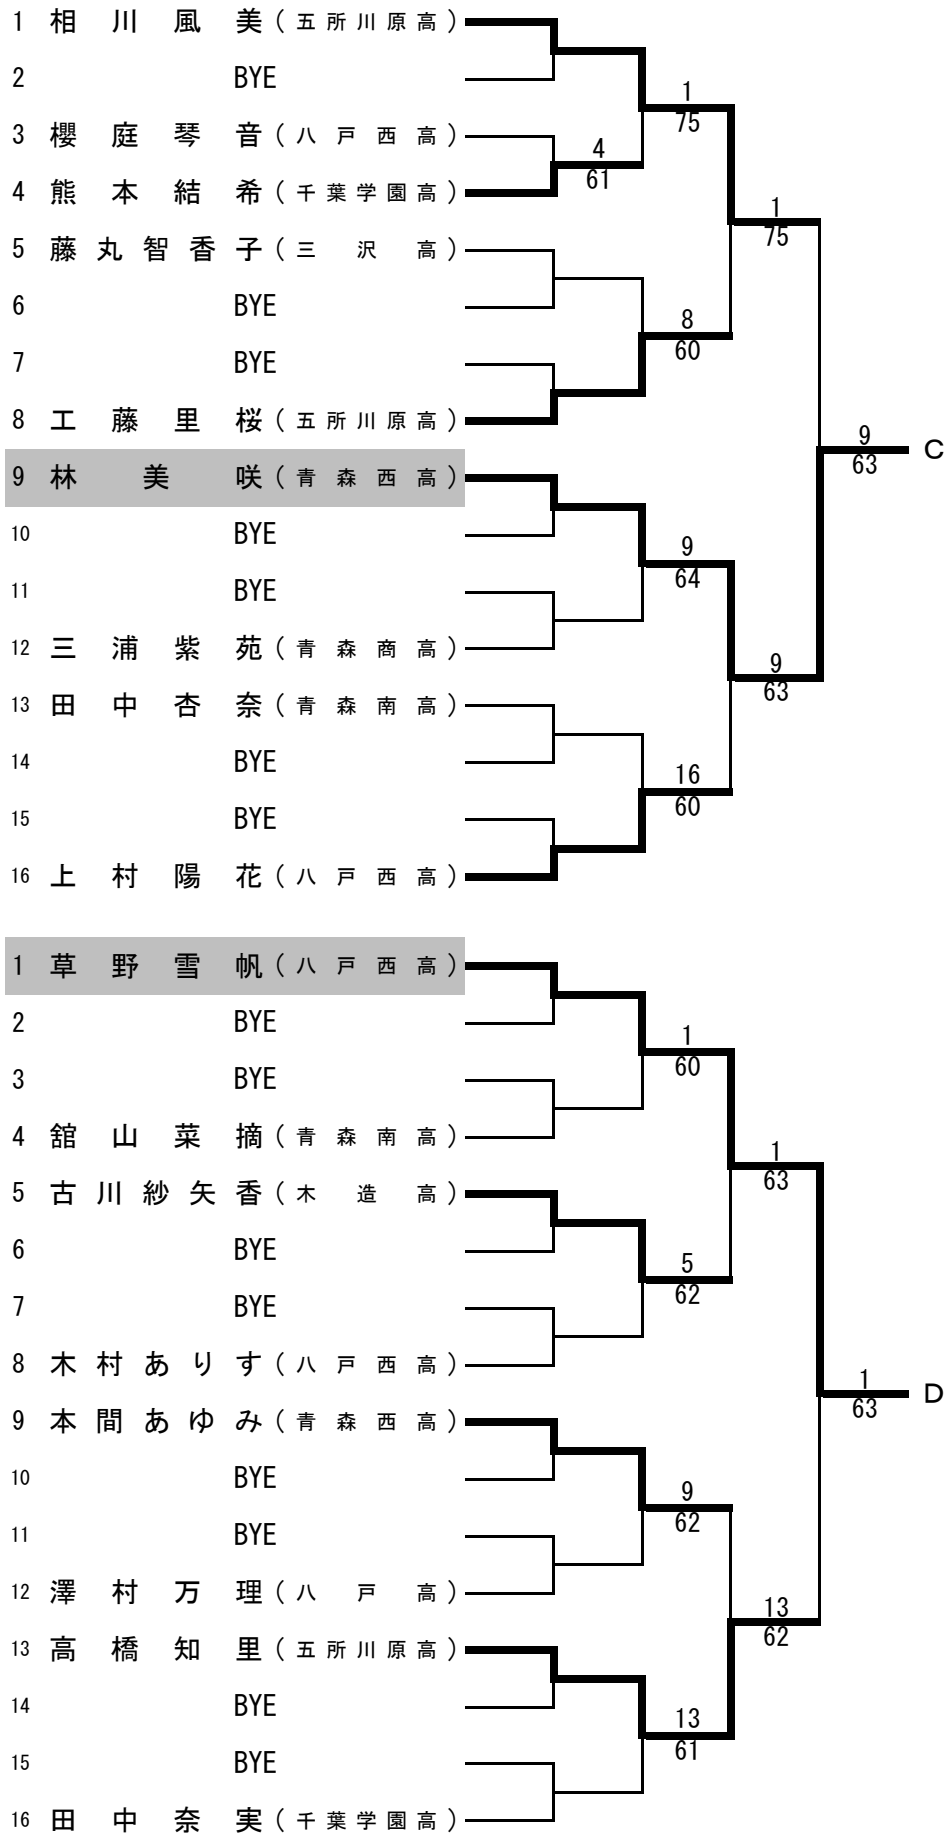 1 相川風美(五所川原高)
2 BYE
1
75
3 櫻庭琴音(八戸西高)
4
61
4 熊本結希(千葉学園高)
1
75
5 藤丸智香子(三沢高)
6 BYE
8
60
7 BYE
8 工藤里桜(五所川原高)
9
63
C
9 林美咲(青森西高)
10 BYE
9
64
11 BYE
12 三浦紫苑(青森商高)
9
63
13 田中杏奈(青森南高)
14 BYE
16
60
15 BYE
16 上村陽花(八戸西高)
1 草野雪帆(八戸西高)
2 BYE
1
60
3 BYE
4 舘山菜摘(青森南高)
1
63
5 古川紗矢香(木造高)
6 BYE
5
62
7 BYE
8 木村ありす(八戸西高)
1
63
D
9 本間あゆみ(青森西高)
10 BYE
9
62
11 BYE
12 澤村万理(八戸高)
13
62
13 高橋知里(五所川原高)
14 BYE
13
61
15 BYE
16 田中奈実(千葉学園高)